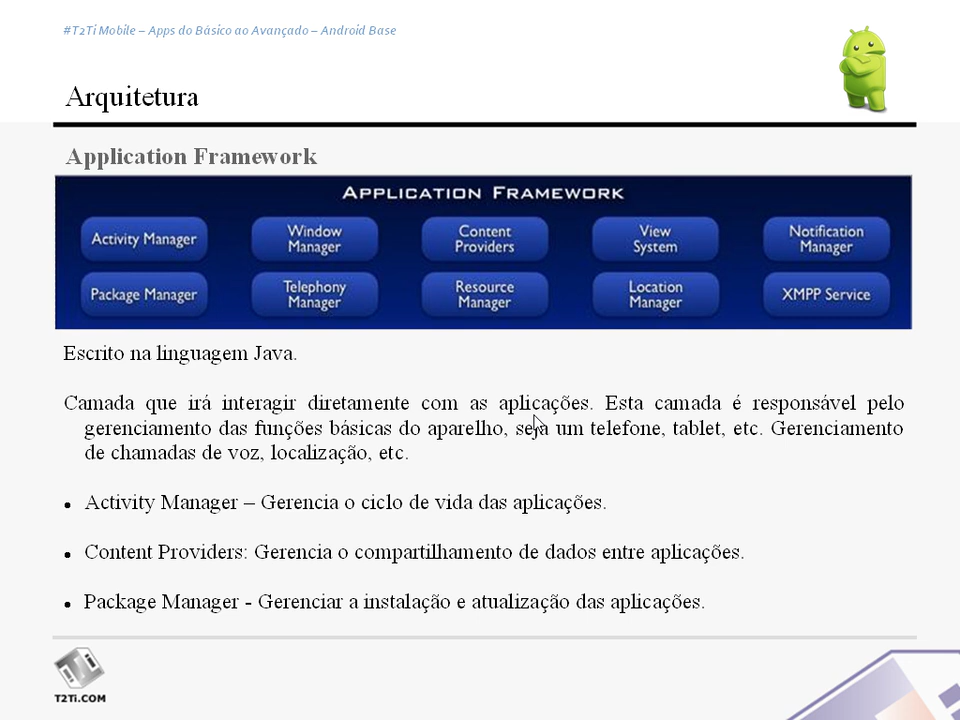 #T2Ti Mobile – Apps do Básico ao Avançado – Android Base
Arquitetura
Application Framework
APPLICATION FRAMEWORK
Activity Manager
Window
Manager
Content
Providers
View
System
Notification
Manager
Package Manager
Telephony
Manager
Resource
Manager
Location
Manager
XMPP Service
Escrito na linguagem Java.
Camada que irá interagir diretamente com as aplicações. Esta camada é responsável pelo
gerenciamento das funções básicas do aparelho, seja um telefone, tablet, etc. Gerenciamento
de chamadas de voz, localização, etc.
• Activity Manager – Gerencia o ciclo de vida das aplicações.
• Content Providers: Gerencia o compartilhamento de dados entre aplicações.
• Package Manager - Gerenciar a instalação e atualização das aplicações.
T2Ti
T2Ti.COM